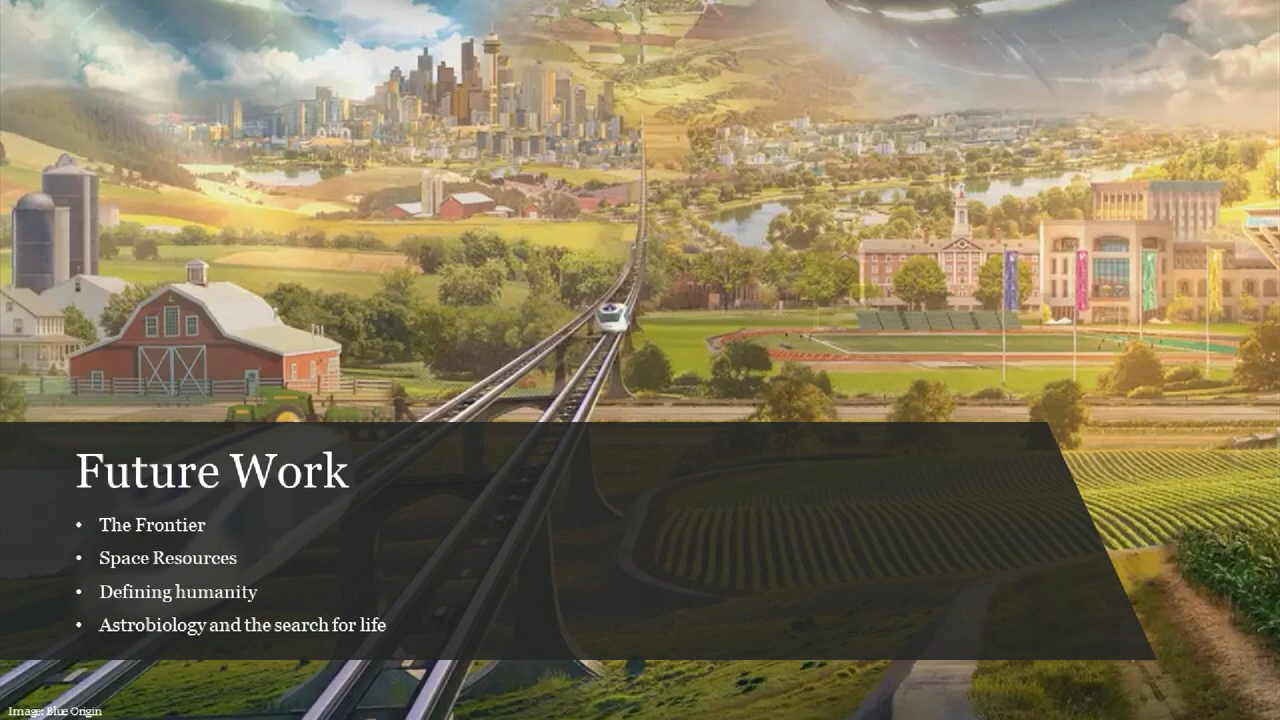 Future Work
• The Frontier
• Space Resources
• Defining humanity
• Astrobiology and the search for life
Image: Blue Origin